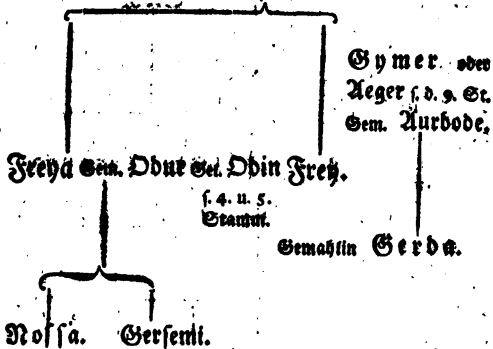 Gymer oder
Aeger s. d. 9. St.
Gem. Aurbode.
Freya Gem. Odur Gel. Odin Frey.
s. 4. u. 5.
Stamm.
Gemahlin Gerda.
Nossa. Gersemi.